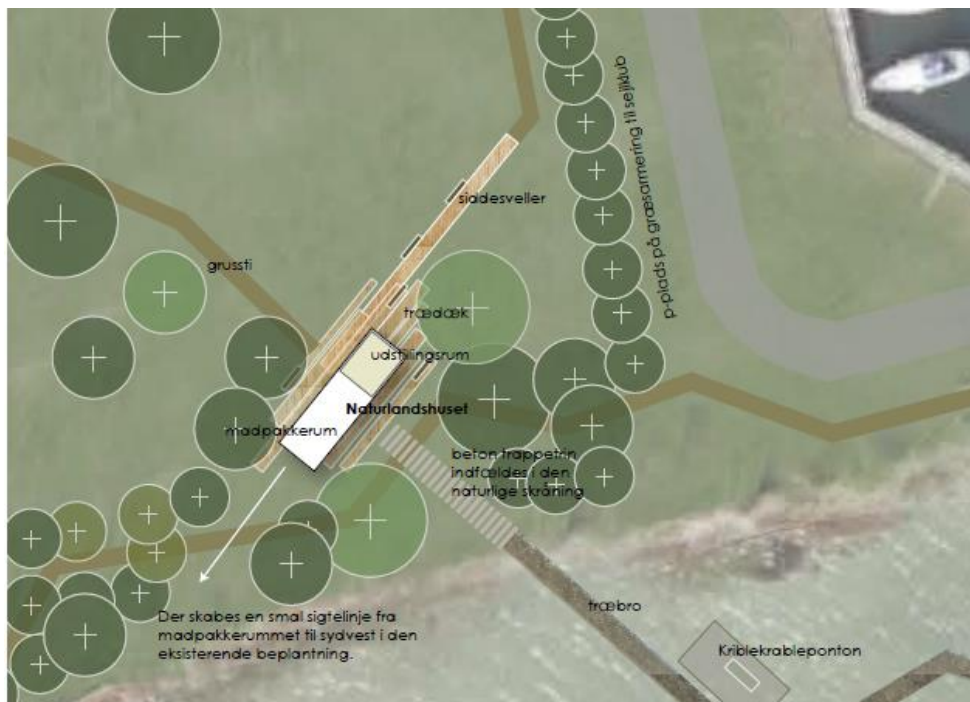 siddesveller
p-plads på græsarmering til sejlklub
grussti
trædæk
udstillingsrum
Naturlandshuset
madpakkerum
beton trappetrin
indfældes i den
naturlige skråning
træbro
Der skabes en smal sigtelinje fra
madpakkerummet til sydvest i den
eksisterende beplantning.
Kriblekrableponton